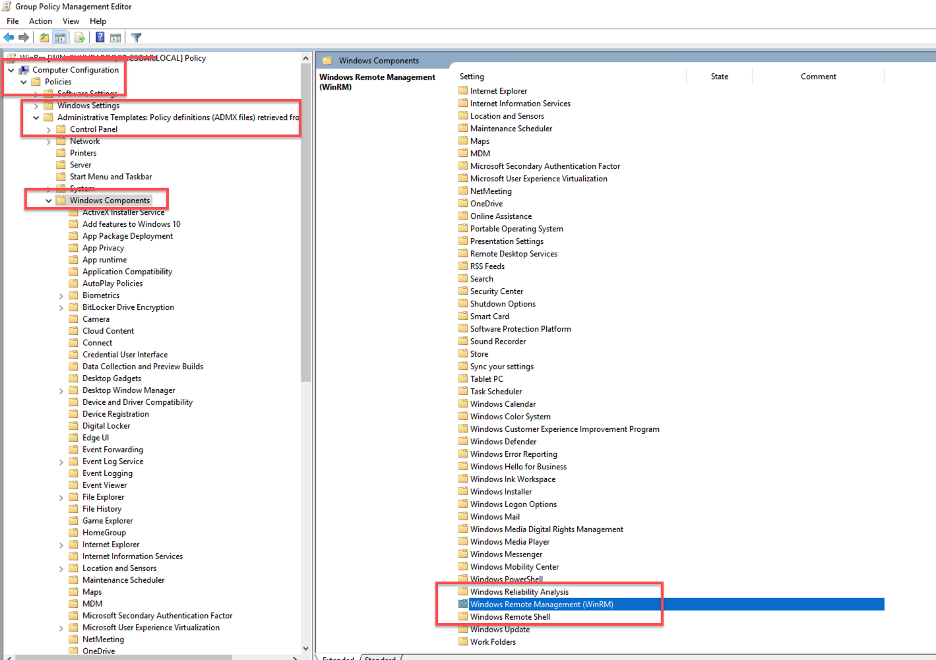 Group Policy Management Editor
File Action View Help
Policy
Computer Configuration
Policies
Software Settings
Windows Settings
Administrative Templates: Policy definitions (ADMX files) retrieved fro
Control Panel
Network
Printers
Server
Start Menu and Taskbar
System
Windows Components
ActiveX Installer Service
Add features to Windows 10
App Package Deployment
App Privacy
App runtime
Application Compatibility
AutoPlay Policies
Biometrics
BitLocker Drive Encryption
Camera
Cloud Content
Connect
Credential User Interface
Data Collection and Preview Builds
Desktop Gadgets
Desktop Window Manager
Device and Driver Compatibility
Device Registration
Digital Locker
Edge UI
Event Forwarding
Event Log Service
Event Logging
Event Viewer
File Explorer
File History
Game Explorer
HomeGroup
Internet Explorer
Internet Information Services
Location and Sensors
Maintenance Scheduler
Maps
MDM
Microsoft Secondary Authentication Factor
Microsoft User Experience Virtualization
NetMeeting
OneDrive
Windows Components
Windows Remote Management
(WinRM)
Setting State Comment
Internet Explorer
Internet Information Services
Location and Sensors
Maintenance Scheduler
Maps
MDM
Microsoft Secondary Authentication Factor
Microsoft User Experience Virtualization
NetMeeting
OneDrive
Online Assistance
Portable Operating System
Presentation Settings
Remote Desktop Services
RSS Feeds
Search
Security Center
Shutdown Options
Smart Card
Software Protection Platform
Sound Recorder
Store
Sync your settings
Tablet PC
Task Scheduler
Windows Calendar
Windows Color System
Windows Customer Experience Improvement Program
Windows Defender
Windows Error Reporting
Windows Hello for Business
Windows Ink Workspace
Windows Installer
Windows Logon Options
Windows Mail
Windows Media Digital Rights Management
Windows Media Player
Windows Messenger
Windows Mobility Center
Windows PowerShell
Windows Reliability Analysis
Windows Remote Management (WinRM)
Windows Remote Shell
Windows Update
Work Folders
Extended Standard